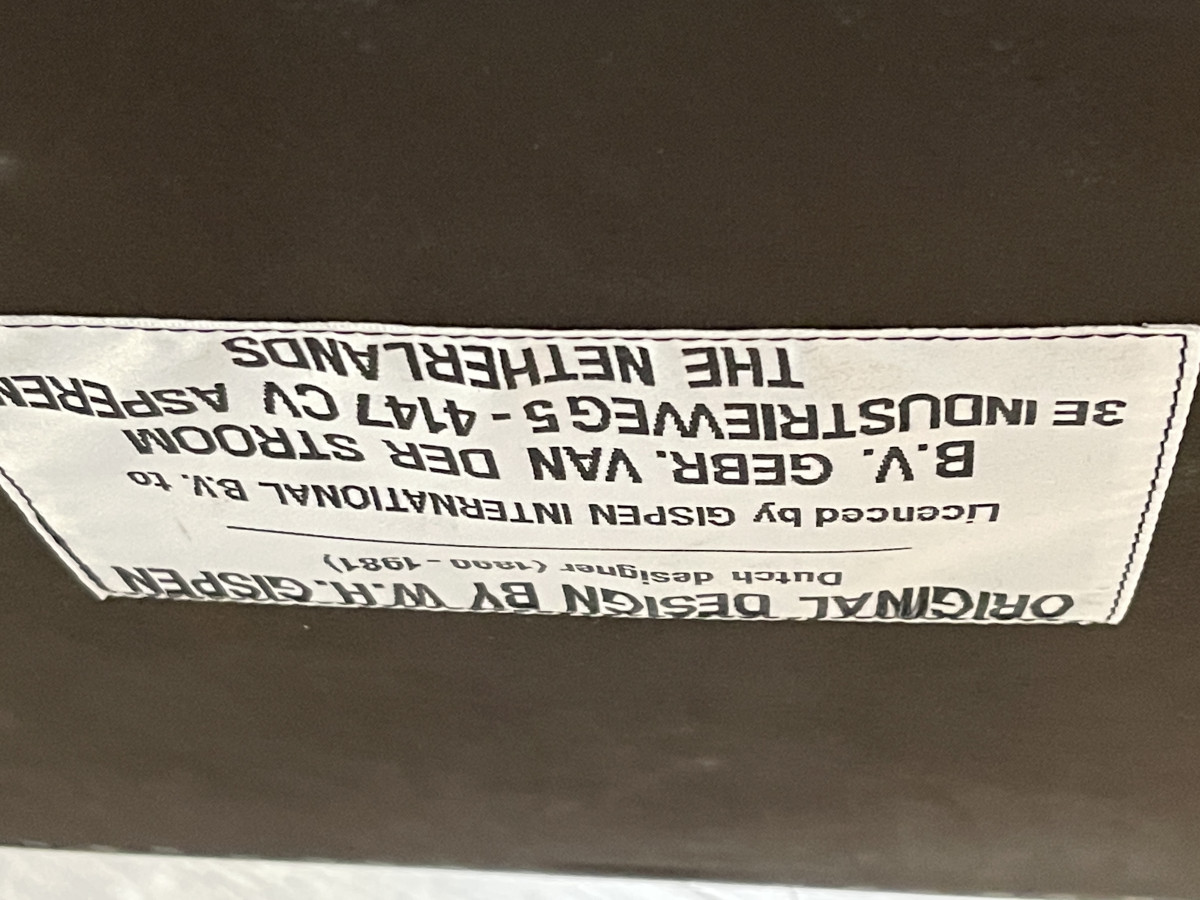 ORIGINAL DESIGN BY W.H. GISPEN
Dutch designer (1890 - 1981)
Licenced by GISPEN INTERNATIONAL B.V. to
B.V. GEBR. VAN DER STROOM
3E INDUSTRIEWEG 5 - 4147 CV ASPEREN
THE NETHERLANDS